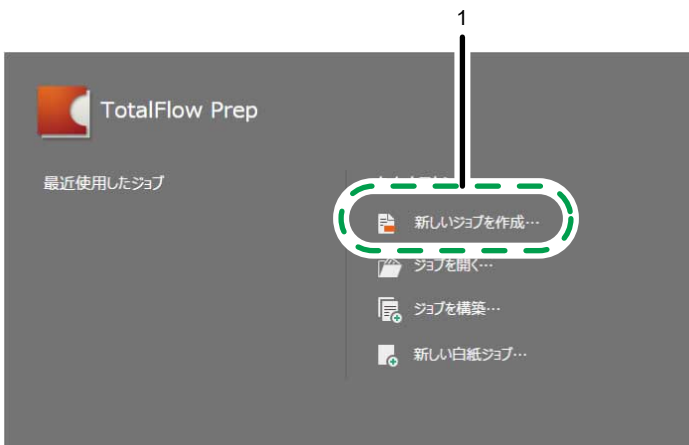 1
TotalFlow Prep
最近使用したジョブ
新しいジョブを作成…
ジョブを開く…
ジョブを構築…
新しい白紙ジョブ…